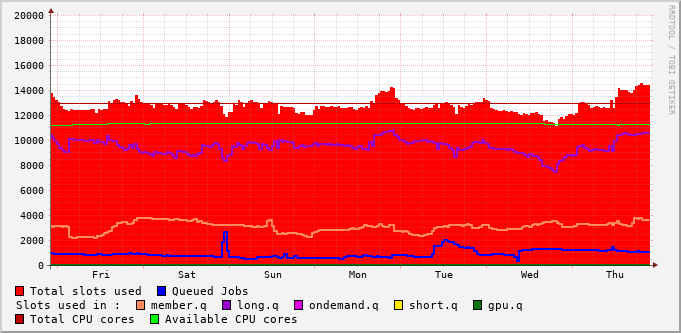 RRDTOOL / TOBI OETIKER
20000
18000
16000
14000
12000
10000
8000
6000
4000
2000
0
Fri Sat Sun Mon Tue Wed Thu
Total slots used Queued Jobs
Slots used in : member.q long.q ondemand.q short.q gpu.q
Total CPU cores Available CPU cores